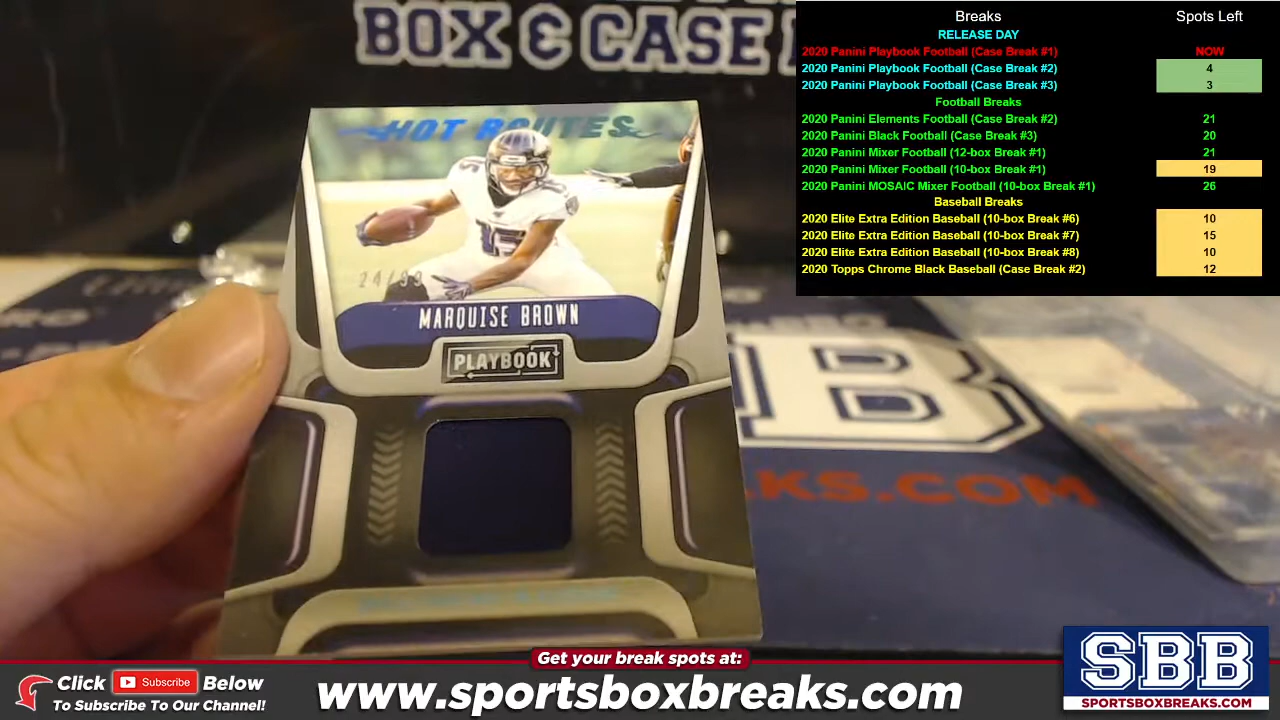 BOX & CASE
Breaks Spots Left
RELEASE DAY
2020 Panini Playbook Football (Case Break #1) NOW
2020 Panini Playbook Football (Case Break #2) 4
2020 Panini Playbook Football (Case Break #3) 3
Football Breaks
2020 Panini Elements Football (Case Break #2) 21
2020 Panini Black Football (Case Break #3) 20
2020 Panini Mixer Football (12-box Break #1) 21
2020 Panini Mixer Football (10-box Break #1) 19
2020 Panini MOSAIC Mixer Football (10-box Break #1) 26
Baseball Breaks
2020 Elite Extra Edition Baseball (10-box Break #6) 10
2020 Elite Extra Edition Baseball (10-box Break #7) 15
2020 Elite Extra Edition Baseball (10-box Break #8) 10
2020 Topps Chrome Black Baseball (Case Break #2) 12
HOT ROUTES
15
24/99
MARQUISE BROWN
PLAYBOOK
B
KS.COM
Get your break spots at:
Click Subscribe Below
To Subscribe To Our Channel!
www.sportsboxbreaks.com
SBB
SPORTSBOXBREAKS.COM